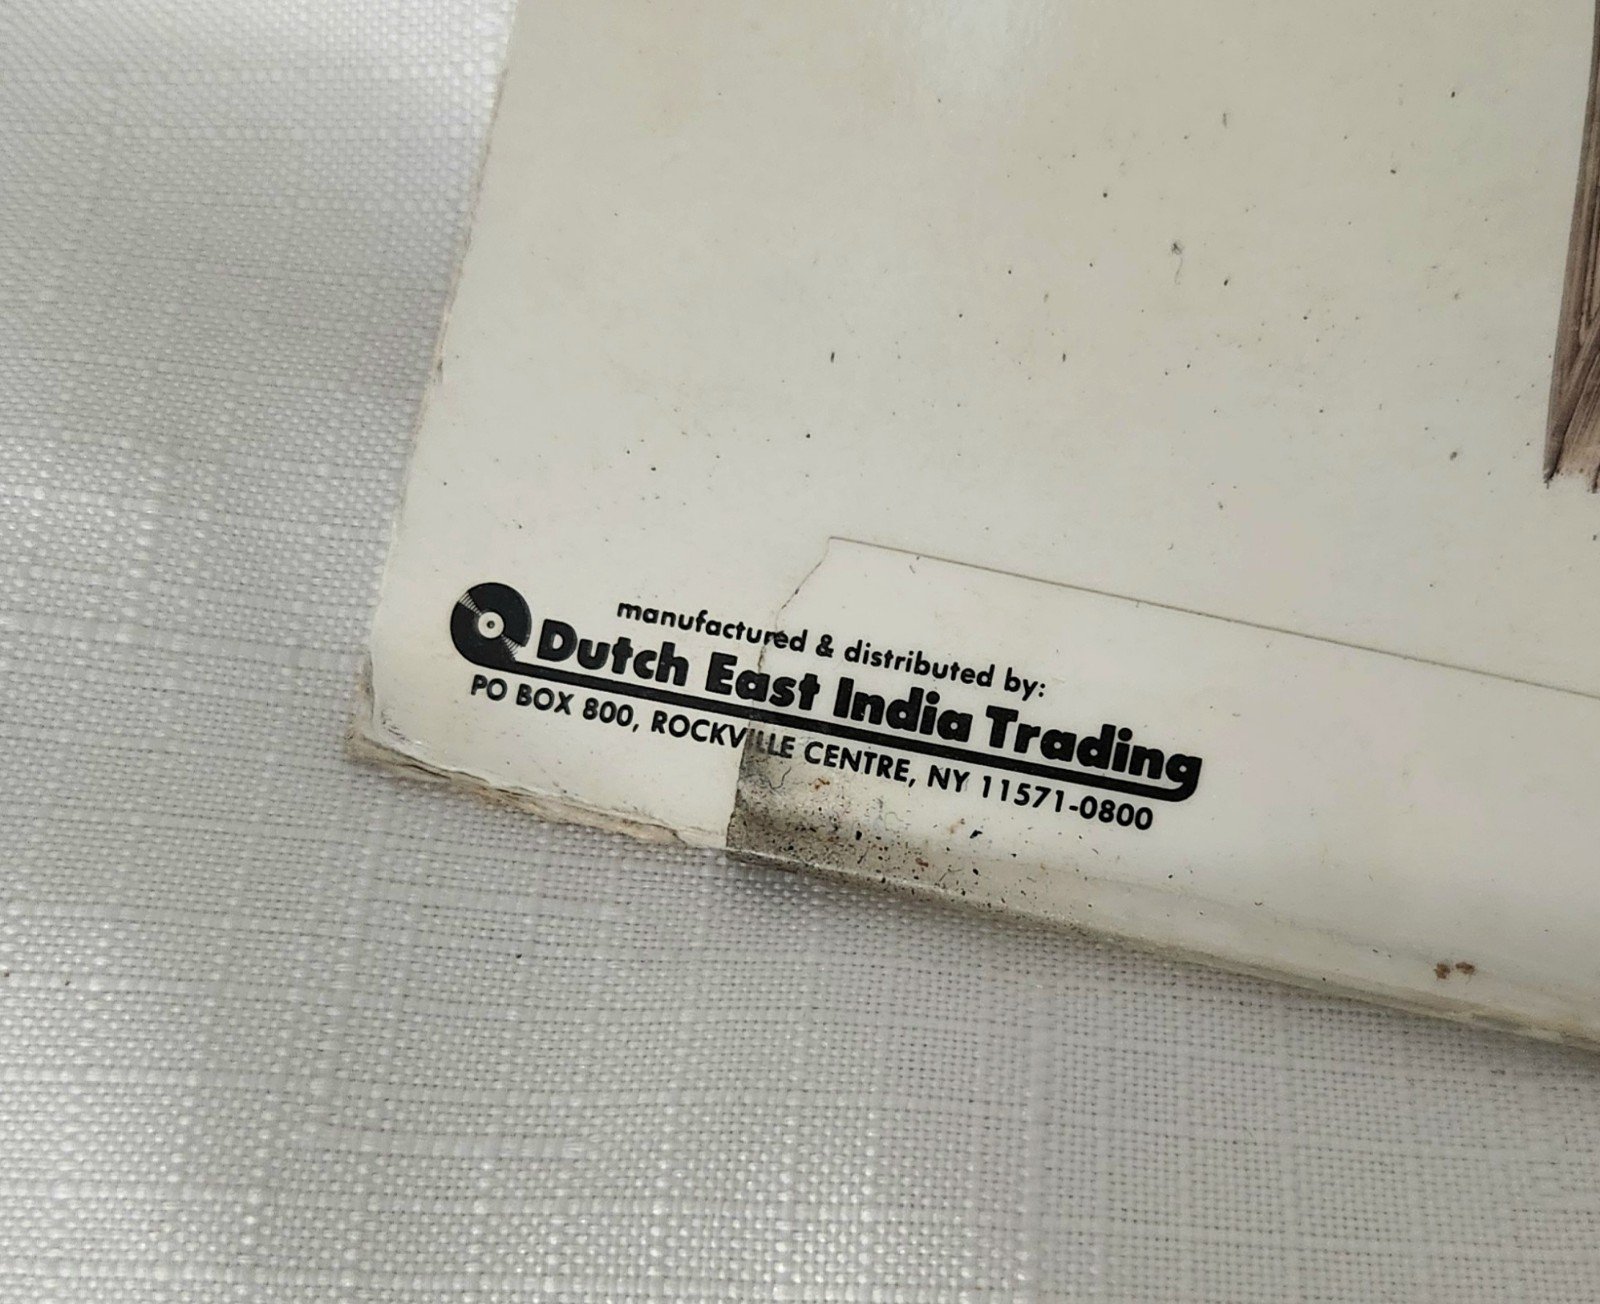 manufactured & distributed by:
Dutch East India Trading
PO BOX 800, ROCKVILLE CENTRE, NY 11571-0800